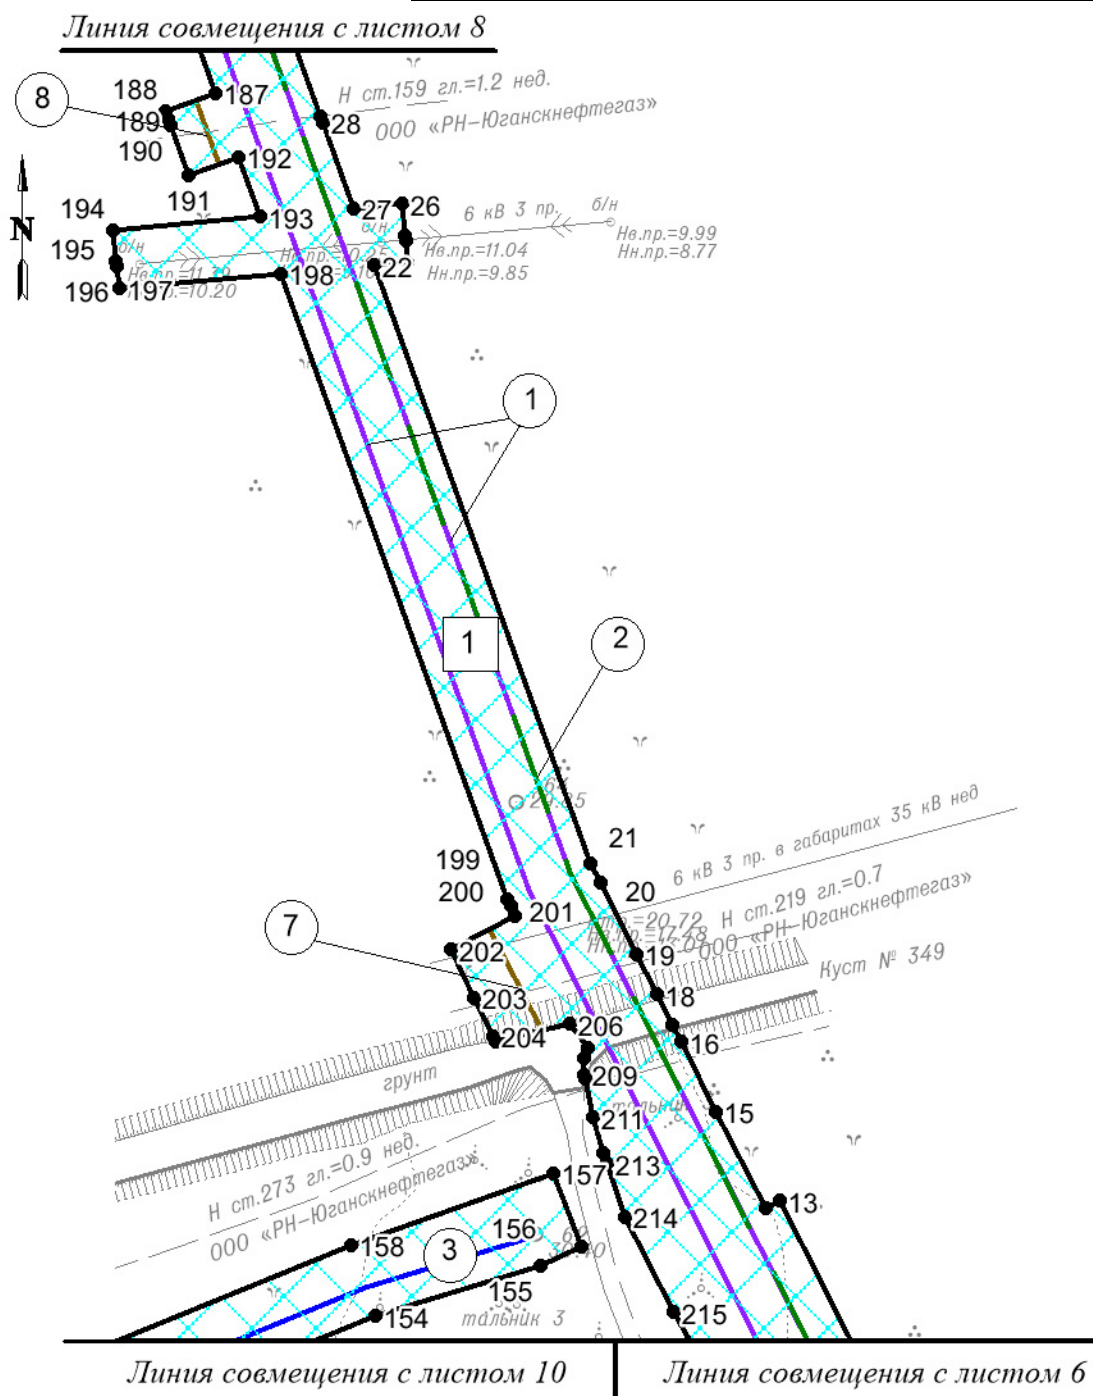 Линия совмещения с листом 8
188
187
8
189
190
192
191
193
194
195
196
197
198
N
Н ст.159 гл.=1.2 нед.
ООО «РН-Юганскнефтегаз»
28
27
26
22
6 кВ 3 пр.
б/н
б/н
б/н
Нв.пр.=9.99
Нн.пр.=8.77
Нв.пр.=11.04
Нн.пр.=9.85
1
1
2
21
20
6 кВ 3 пр. в габаритах 35 кВ нед
Н ст.219 гл.=0.7
ООО «РН-Юганскнефтегаз»
199
200
201
7
202
203
204
206
19
18
Куст № 349
16
209
грунт
тальник
211
15
213
214
13
215
Н ст.273 гл.=0.9 нед.
ООО «РН-Юганскнефтегаз»
157
158
156
3
155
154
тальник 3
Линия совмещения с листом 10
Линия совмещения с листом 6